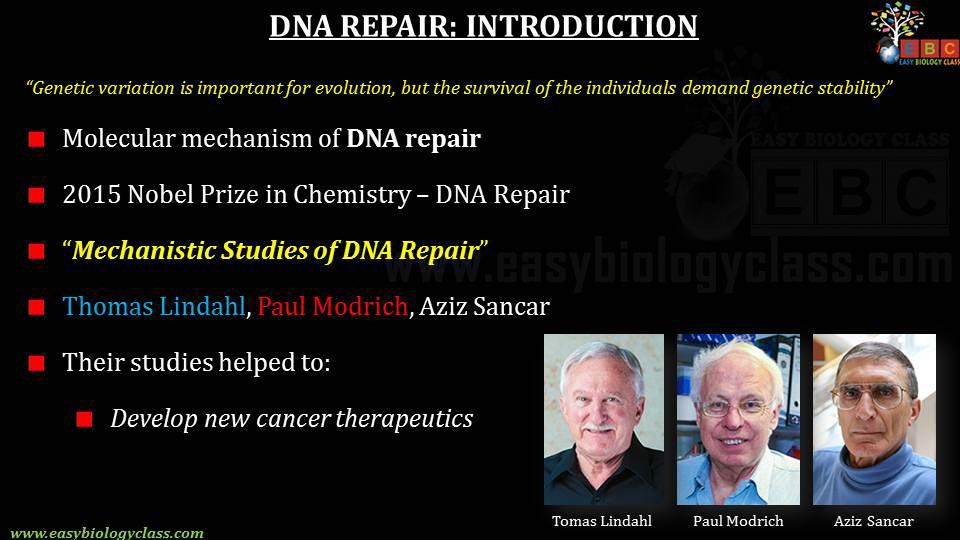 DNA REPAIR: INTRODUCTION
E B C
EASY BIOLOGY CLASS
“Genetic variation is important for evolution, but the survival of the individuals demand genetic stability”
Molecular mechanism of DNA repair
EASY BIOLOGY CLASS
EBC
2015 Nobel Prize in Chemistry – DNA Repair
“Mechanistic Studies of DNA Repair”
www.easybiologyclass.com
Thomas Lindahl, Paul Modrich, Aziz Sancar
Their studies helped to:
Develop new cancer therapeutics
Tomas Lindahl
Paul Modrich
Aziz Sancar
www.easybiologyclass.com